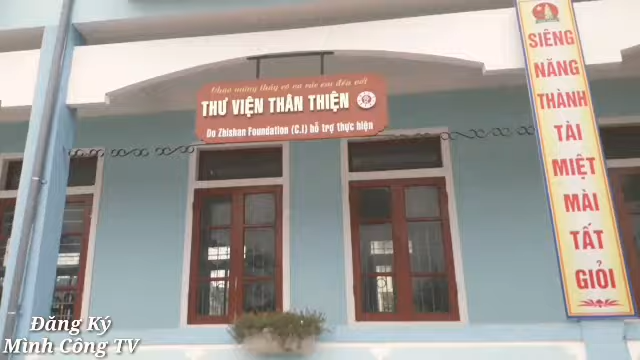 Chào mừng thầy cô và các em đến với
THƯ VIỆN THÂN THIỆN
Do Zhishan Foundation (C.I) hỗ trợ thực hiện
SIÊNG
NĂNG
THÀNH
TÀI
MIỆT
MÀI
TẤT
GIỎI
Đăng Ký
Minh Công TV